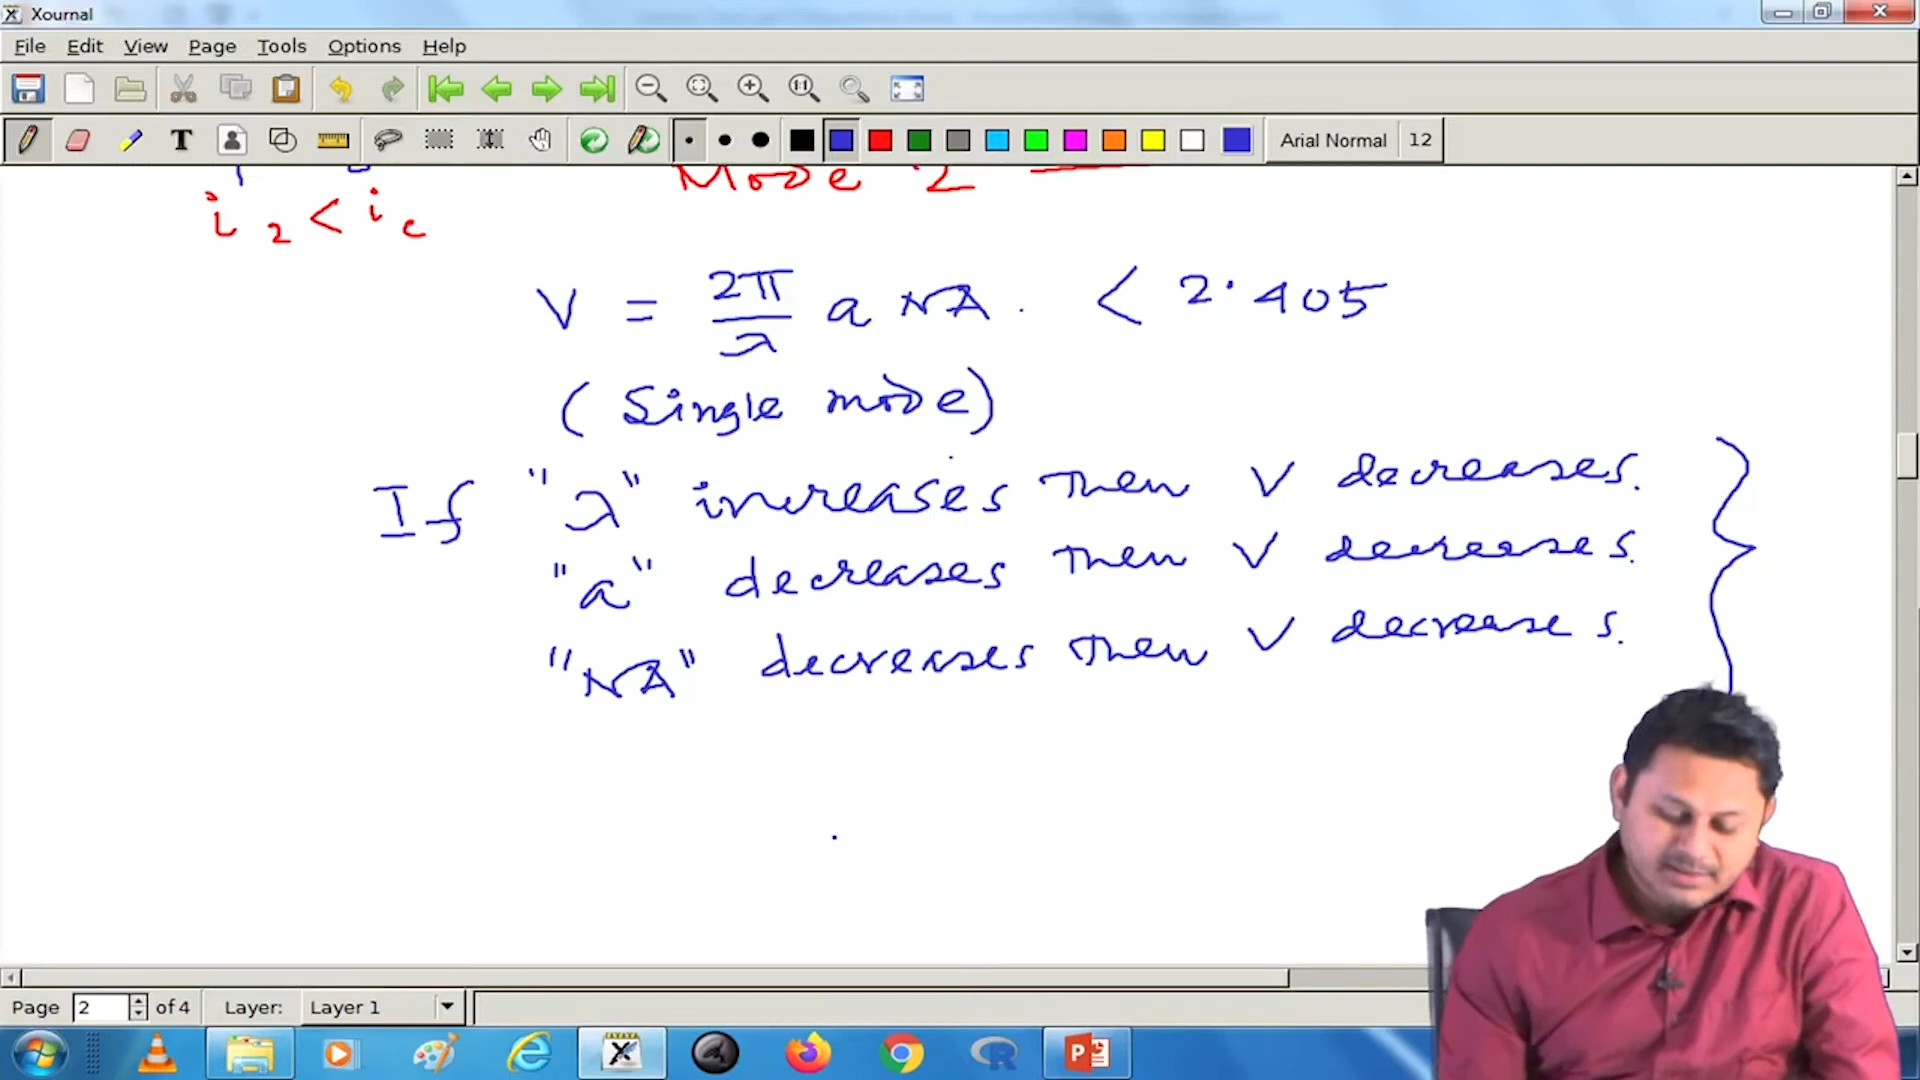 Xournal
File Edit View Page Tools Options Help
Arial Normal 12
Mode 2
i2 < ic
V = 2π/λ a NA. < 2.405
(Single mode)
If "λ" increases then V decreases.
"a" decreases then V decreases.
"NA" decreases then V decreases.
Page 2 of 4 Layer: Layer 1